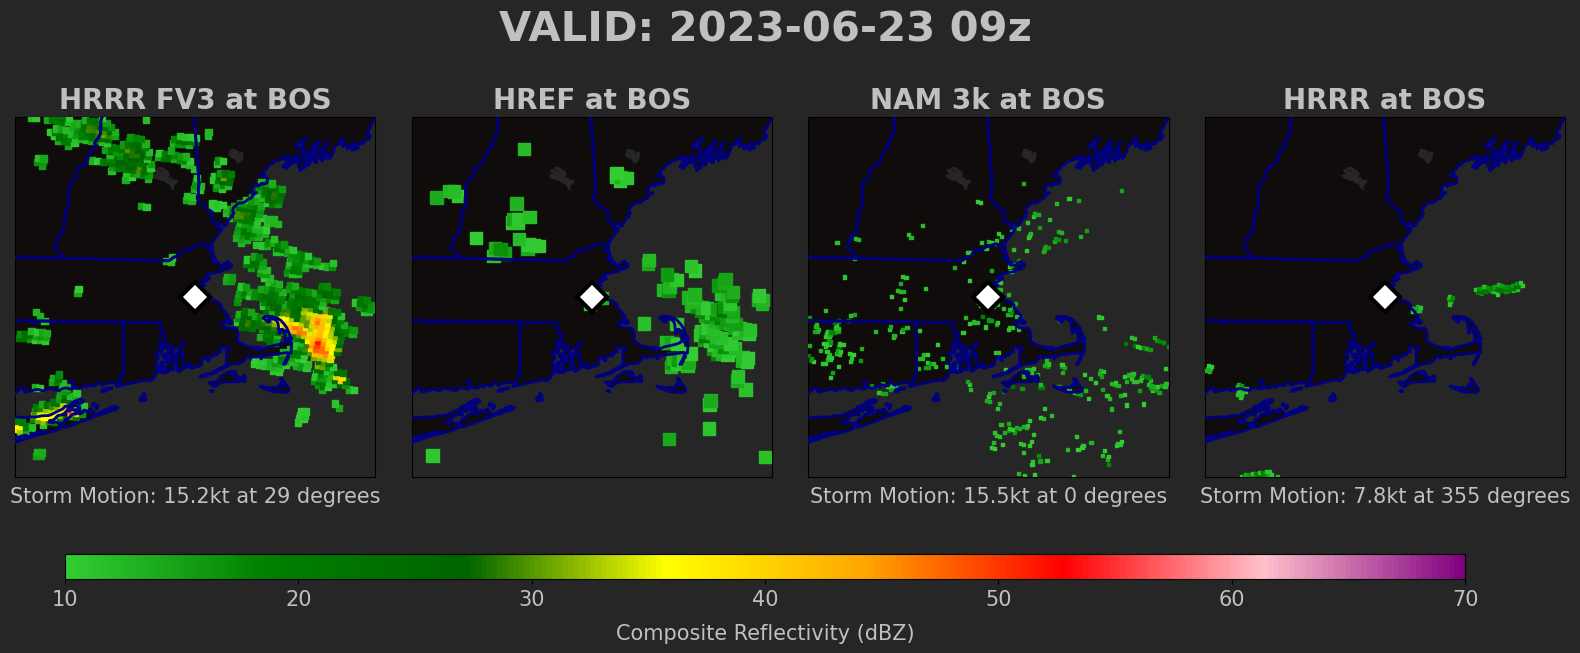 VALID: 2023-06-23 09z
HRRR FV3 at BOS
HREF at BOS
NAM 3k at BOS
HRRR at BOS
Storm Motion: 15.2kt at 29 degrees
Storm Motion: 15.5kt at 0 degrees
Storm Motion: 7.8kt at 355 degrees
10 20 30 40 50 60 70
Composite Reflectivity (dBZ)